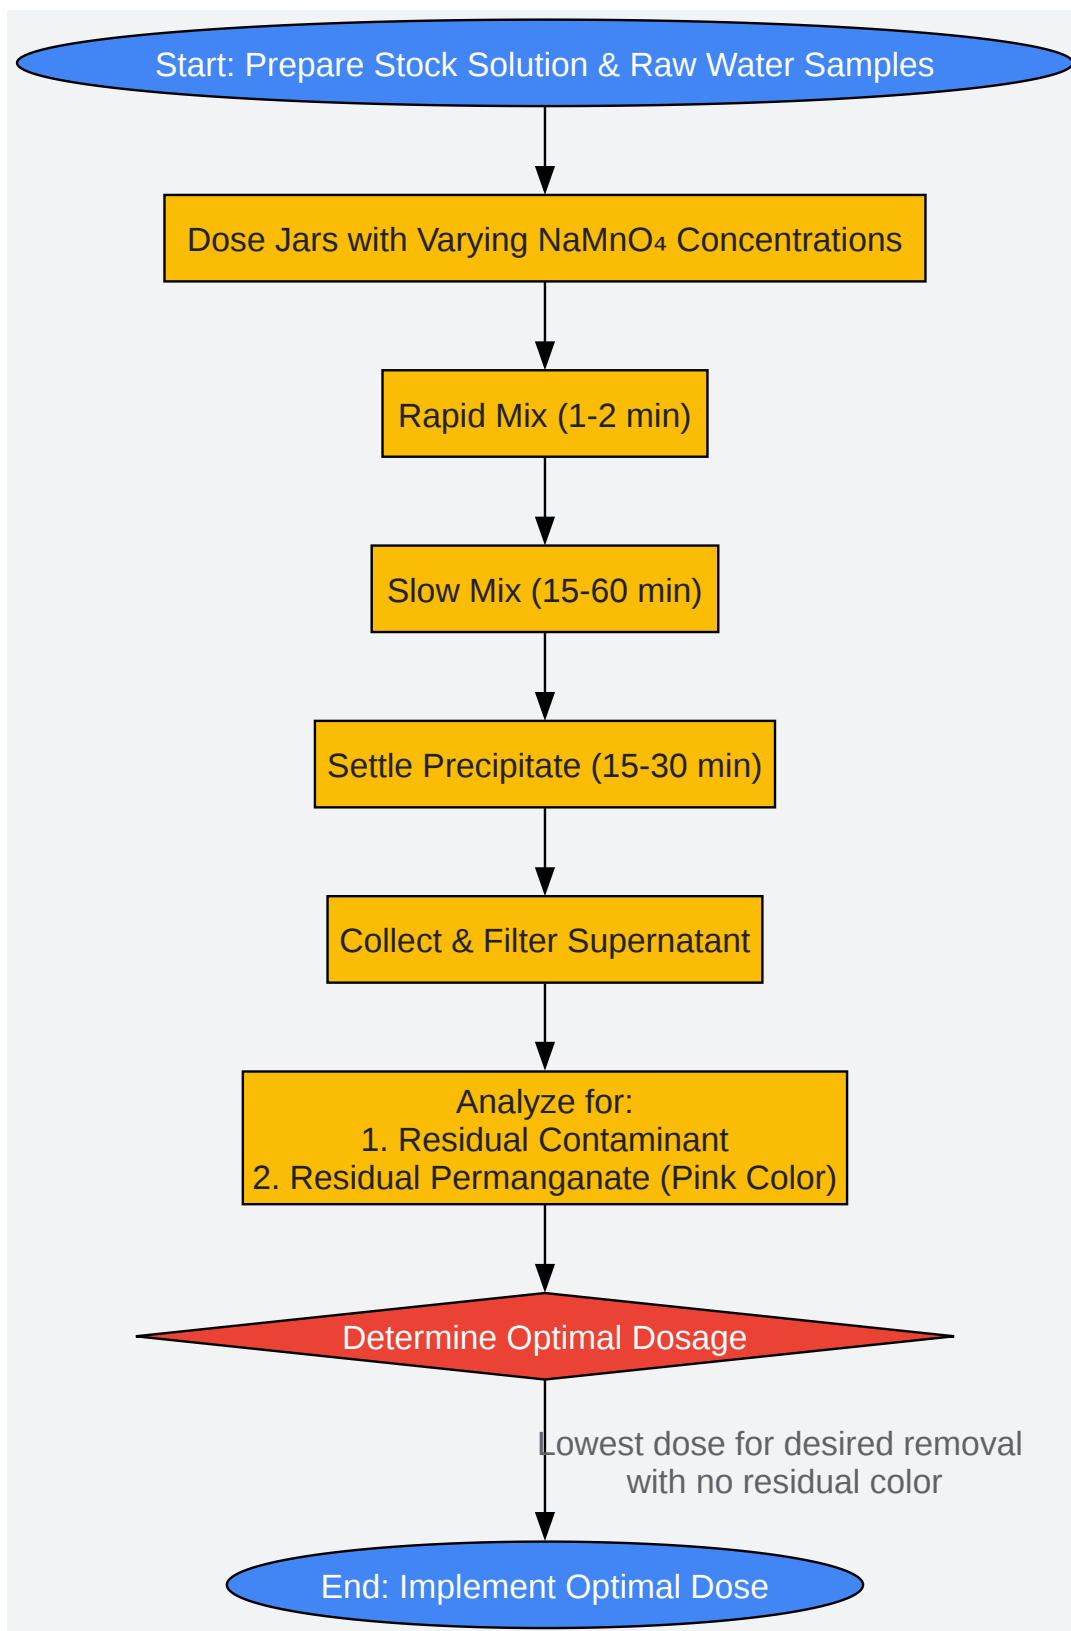 Start: Prepare Stock Solution & Raw Water Samples
Dose Jars with Varying NaMnO₄ Concentrations
Rapid Mix (1-2 min)
Slow Mix (15-60 min)
Settle Precipitate (15-30 min)
Collect & Filter Supernatant
Analyze for:
1. Residual Contaminant
2. Residual Permanganate (Pink Color)
Determine Optimal Dosage
Lowest dose for desired removal
with no residual color
End: Implement Optimal Dose